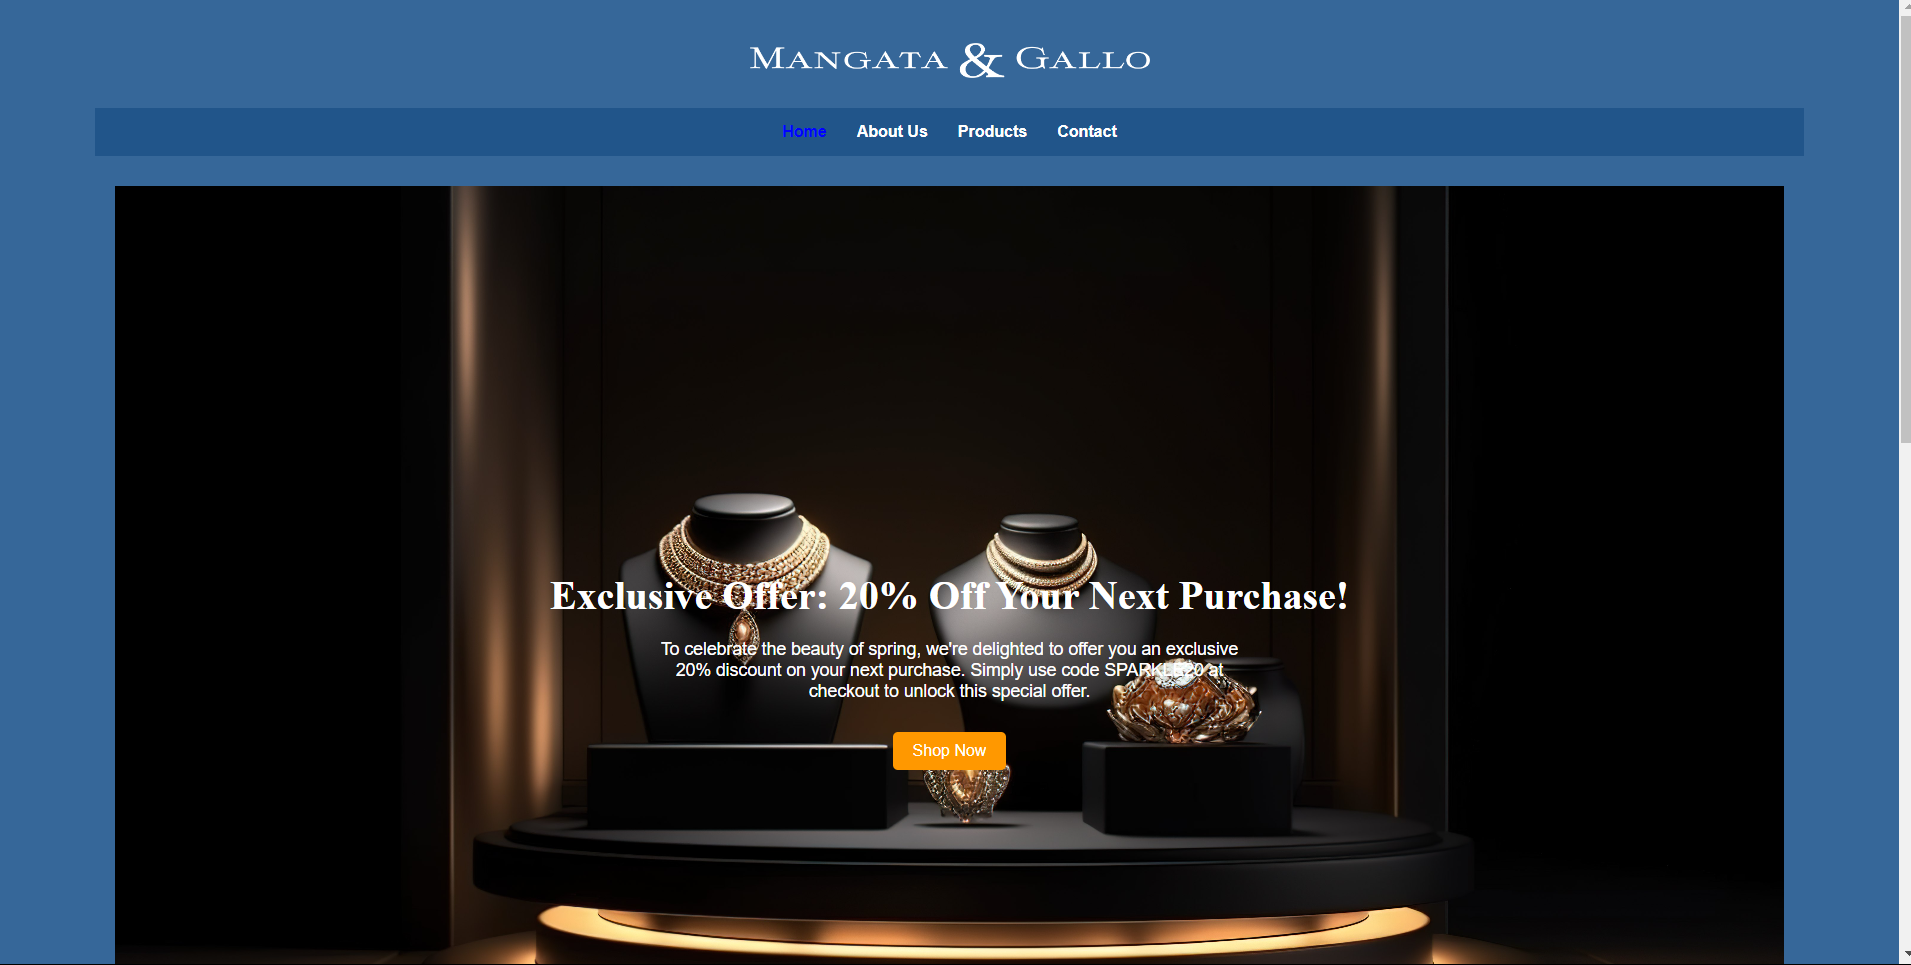 MANGATA & GALLO
Home About Us Products Contact
Exclusive Offer: 20% Off Your Next Purchase!
To celebrate the beauty of spring, we're delighted to offer you an exclusive
20% discount on your next purchase. Simply use code SPARKLE20 at
checkout to unlock this special offer.
Shop Now